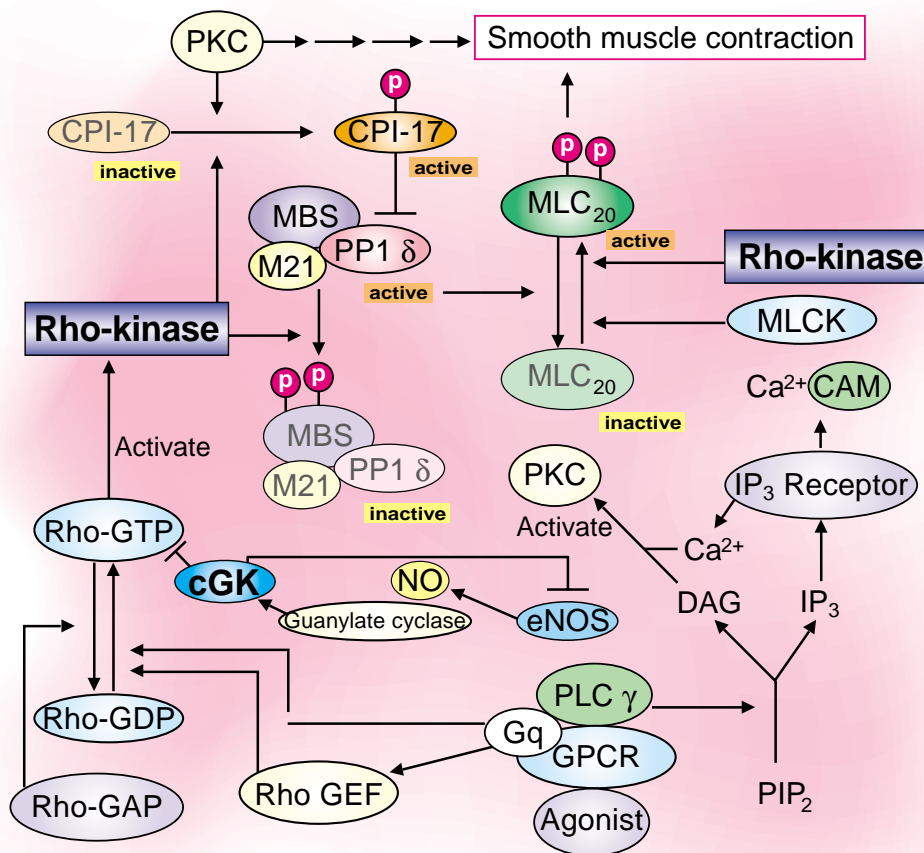 PKC
Smooth muscle contraction
p
CPI-17
CPI-17
inactive
active
p p
MLC20
active
MBS
M21
PP1 δ
active
Rho-kinase
Rho-kinase
MLCK
MLC20
inactive
Ca2+ CAM
p p
MBS
M21
PP1 δ
inactive
Activate
PKC
Activate
IP3 Receptor
Ca2+
Rho-GTP
cGK
NO
Guanylate cyclase
eNOS
DAG
IP3
Rho-GDP
PLC γ
Gq
GPCR
Rho-GAP
Rho GEF
Agonist
PIP2